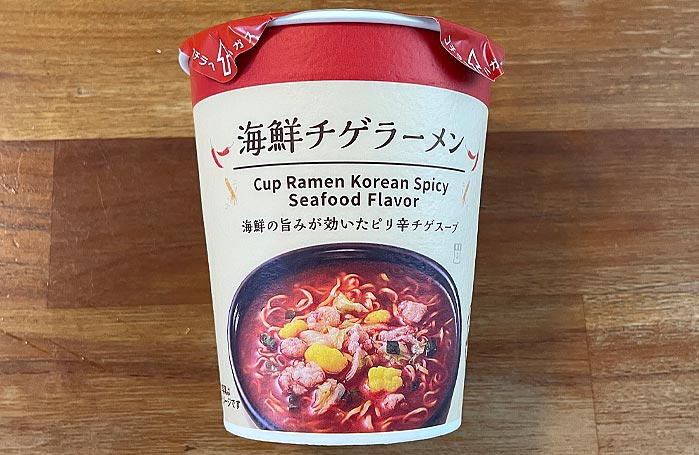 海鮮チゲラーメン
Cup Ramen Korean Spicy
Seafood Flavor
海鮮の旨みが効いたピリ辛チゲスープ